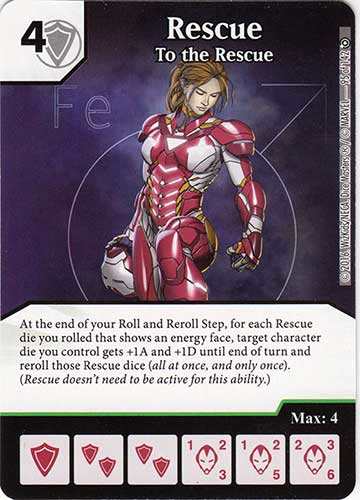 4
Rescue
To the Rescue
Fe
At the end of your Roll and Reroll Step, for each Rescue
die you rolled that shows an energy face, target character
die you control gets +1A and +1D until end of turn and
reroll those Rescue dice (all at once, and only once).
(Rescue doesn't need to be active for this ability.)
Max: 4
1 2
3
1 2
5
2 3
6